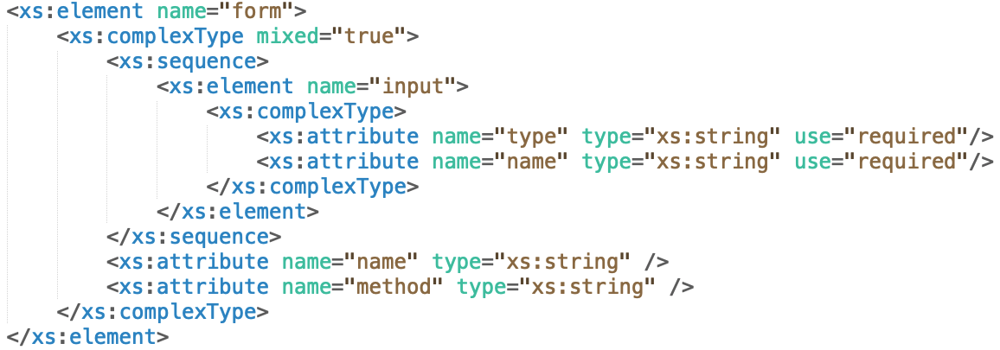 <xs:element name="form">
    <xs:complexType mixed="true">
        <xs:sequence>
            <xs:element name="input">
                <xs:complexType>
                    <xs:attribute name="type" type="xs:string" use="required"/>
                    <xs:attribute name="name" type="xs:string" use="required"/>
                </xs:complexType>
            </xs:element>
        </xs:sequence>
        <xs:attribute name="name" type="xs:string" />
        <xs:attribute name="method" type="xs:string" />
    </xs:complexType>
</xs:element>